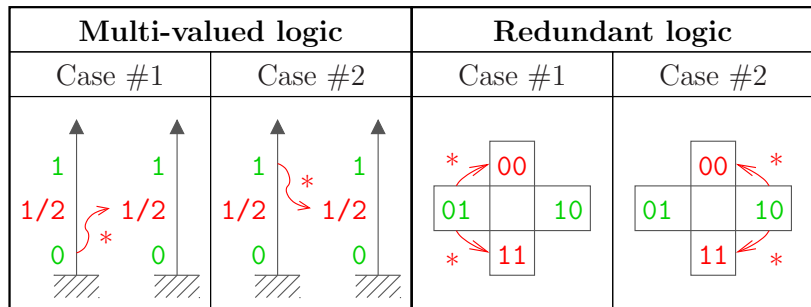 Multi-valued logic Redundant logic
Case #1 Case #2 Case #1 Case #2
1 1 1 1 * 00 00 *
1/2 1/2 1/2 * 1/2 01 10 01 10
0 * 0 0 0 * 11 11 *